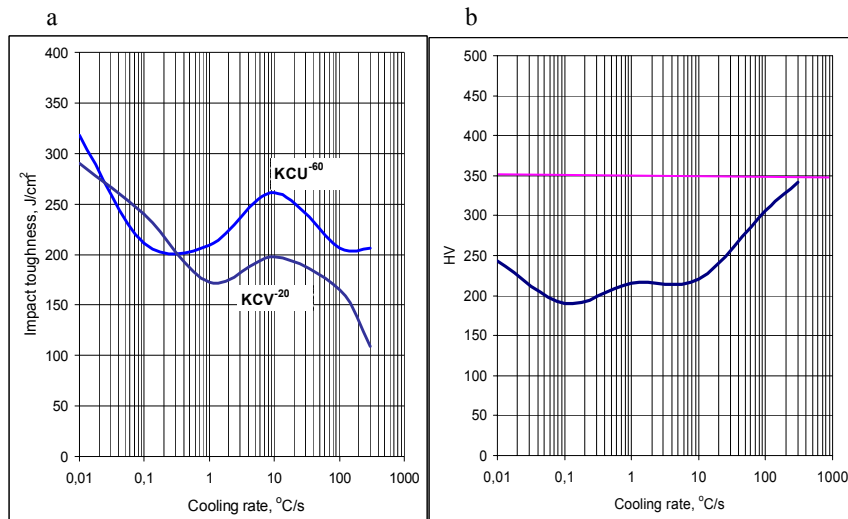 a
b
400
350
300
250
200
150
100
50
0
Impact toughness, J/cm²
KCU⁻⁶⁰
KCV⁻²⁰
0,01 0,1 1 10 100 1000
Cooling rate, °C/s
500
450
400
350
300
250
200
150
100
50
0
HV
0,01 0,1 1 10 100 1000
Cooling rate, °C/s